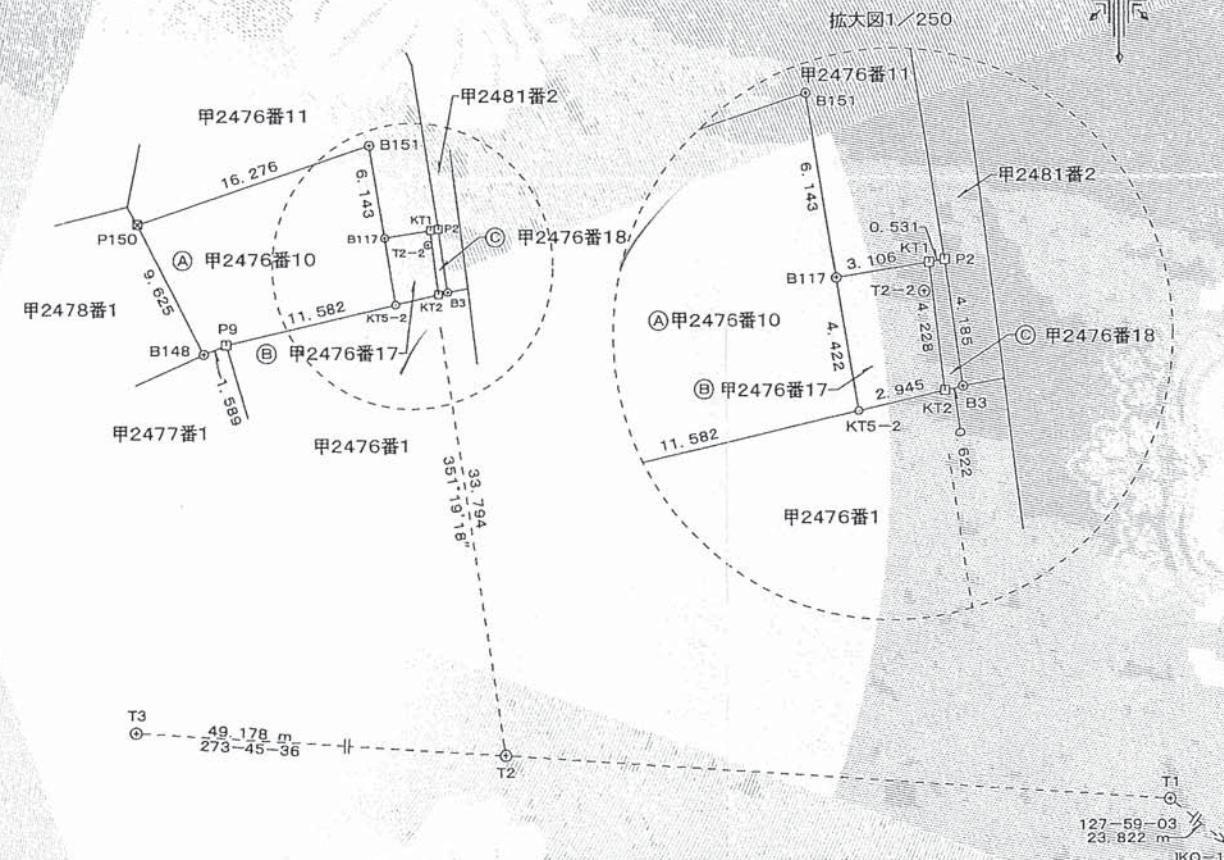 拡大図1/250
甲2476番11
甲2481番2
B151
16.276
6.143
P150
KT1
P2
B117
T2-2
Ⓒ 甲2476番18
Ⓐ 甲2476番10
9.625
甲2478番1
11.582
KT5-2
KT2
B3
P9
B148
Ⓑ 甲2476番17
1.589
甲2477番1
甲2476番1
33.794
351°19'18"
甲2476番11
B151
6.143
甲2481番2
0.531
KT1
3.106
P2
B117
T2-2
4.228
4.185
Ⓐ甲2476番10
4.422
Ⓒ 甲2476番18
Ⓑ 甲2476番17
2.945
KT2
B3
KT5-2
11.582
622
甲2476番1
T3
49.178 m
273-45-36
T2
T1
127-59-03
23.822 m